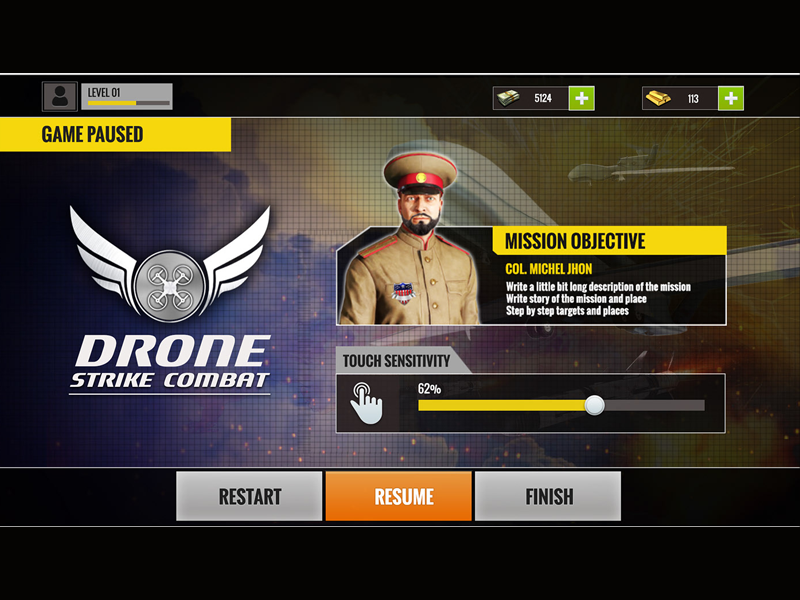 LEVEL 01
5124
113
GAME PAUSED
DRONE
STRIKE COMBAT
MISSION OBJECTIVE
COL. MICHEL JHON
Write a little bit long description of the mission
Write story of the mission and place
Step by step targets and places
TOUCH SENSITIVITY
62%
RESTART
RESUME
FINISH